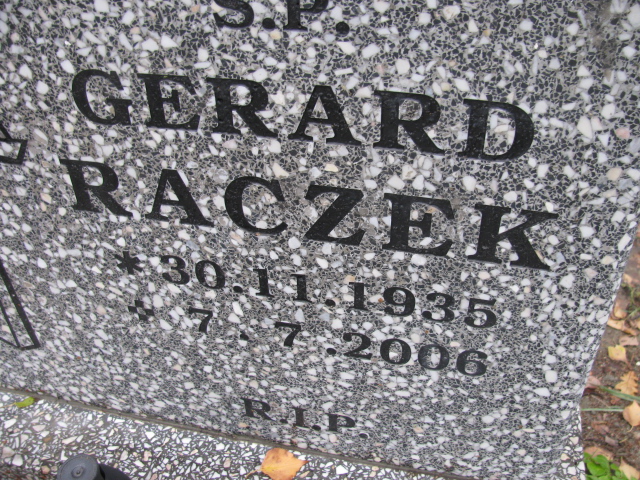 S.P.
GERARD
RACZEK
* 30.11.1935
+ 7.7.2006
R.I.P.